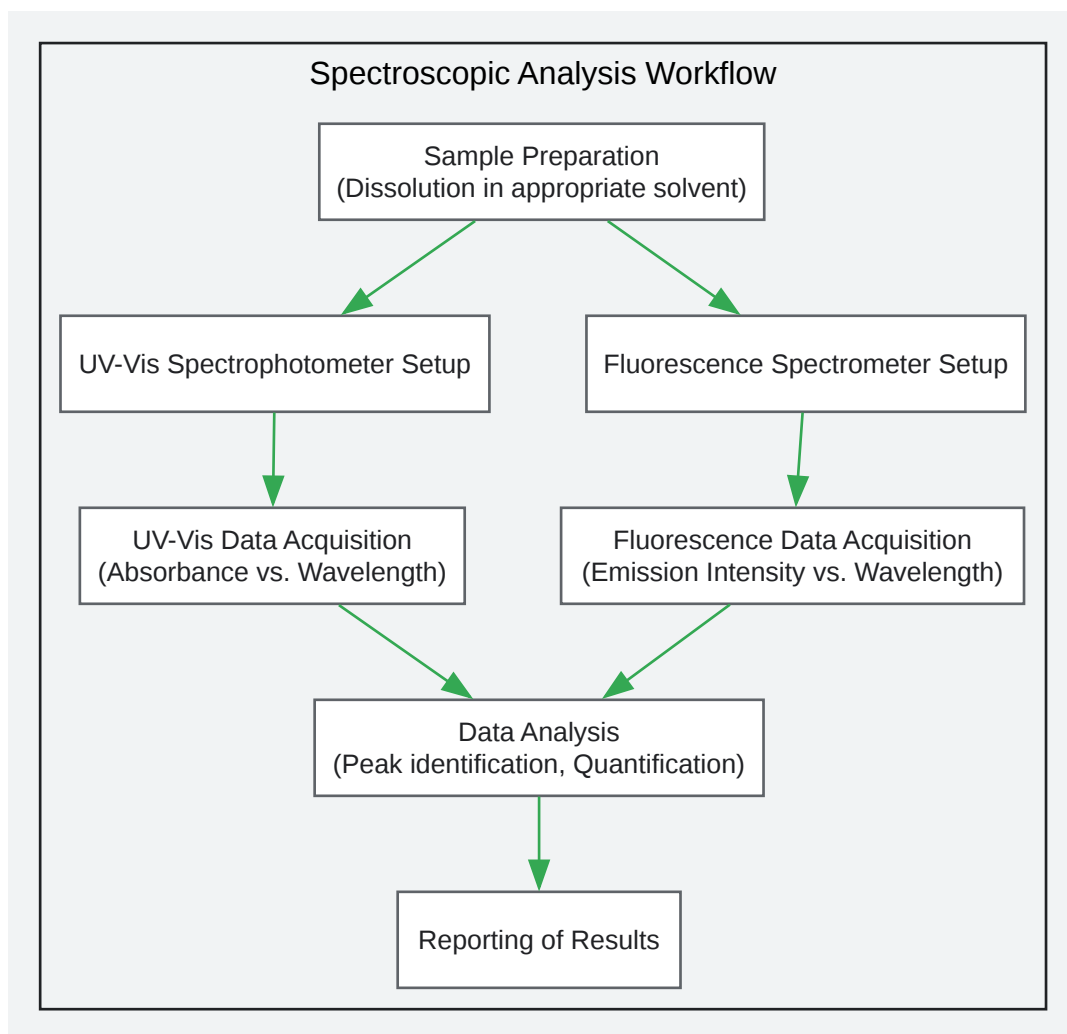 Spectroscopic Analysis Workflow
Sample Preparation
(Dissolution in appropriate solvent)
UV-Vis Spectrophotometer Setup
Fluorescence Spectrometer Setup
UV-Vis Data Acquisition
(Absorbance vs. Wavelength)
Fluorescence Data Acquisition
(Emission Intensity vs. Wavelength)
Data Analysis
(Peak identification, Quantification)
Reporting of Results